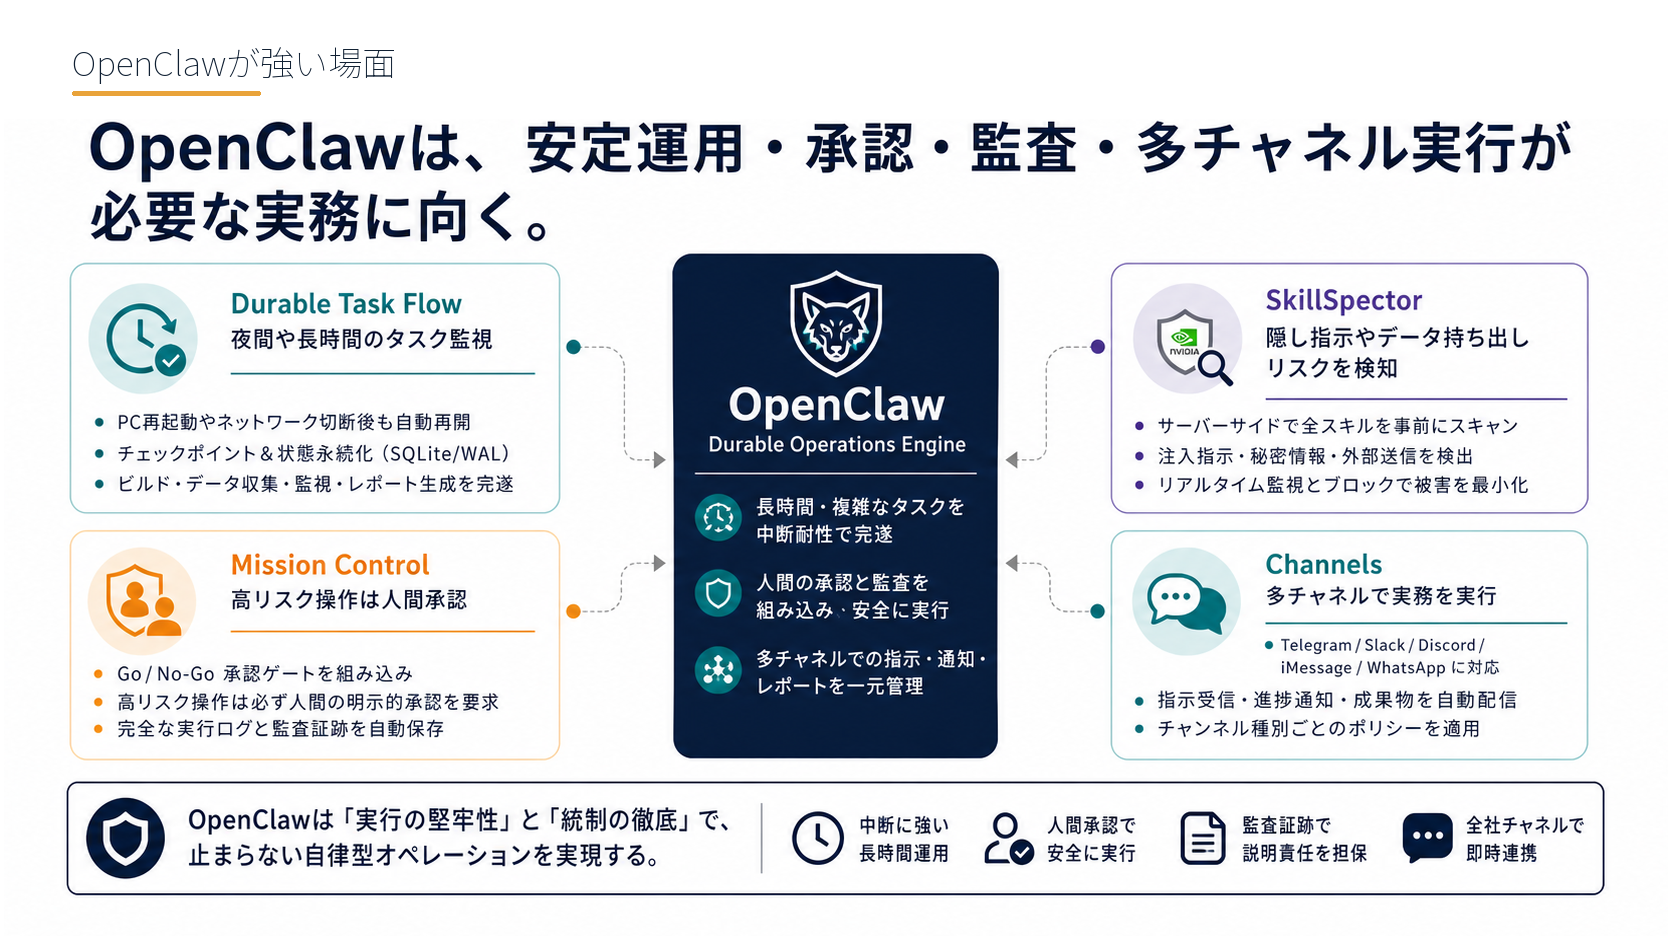 OpenClawが強い場面
OpenClawは、安定運用・承認・監査・多チャネル実行が
必要な実務に向く。
Durable Task Flow
夜間や長時間のタスク監視
• PC再起動やネットワーク切断後も自動再開
• チェックポイント＆状態永続化（SQLite/WAL）
• ビルド・データ収集・監視・レポート生成を完遂
Mission Control
高リスク操作は人間承認
• Go / No-Go 承認ゲートを組み込み
• 高リスク操作は必ず人間の明示的承認を要求
• 完全な実行ログと監査証跡を自動保存
OpenClaw
Durable Operations Engine
長時間・複雑なタスクを
中断耐性で完遂
人間の承認と監査を
組み込み、安全に実行
多チャネルでの指示・通知・
レポートを一元管理
NVIDIA
SkillSpector
隠し指示やデータ持ち出し
リスクを検知
• サーバーサイドで全スキルを事前にスキャン
• 注入指示・秘密情報・外部送信を検出
• リアルタイム監視とブロックで被害を最小化
Channels
多チャネルで実務を実行
• Telegram / Slack / Discord /
iMessage / WhatsApp に対応
• 指示受信・進捗通知・成果物を自動配信
• チャンネル種別ごとのポリシーを適用
OpenClawは「実行の堅牢性」と「統制の徹底」で、
止まらない自律型オペレーションを実現する。
中断に強い
長時間運用
人間承認で
安全に実行
監査証跡で
説明責任を担保
全社チャネルで
即時連携